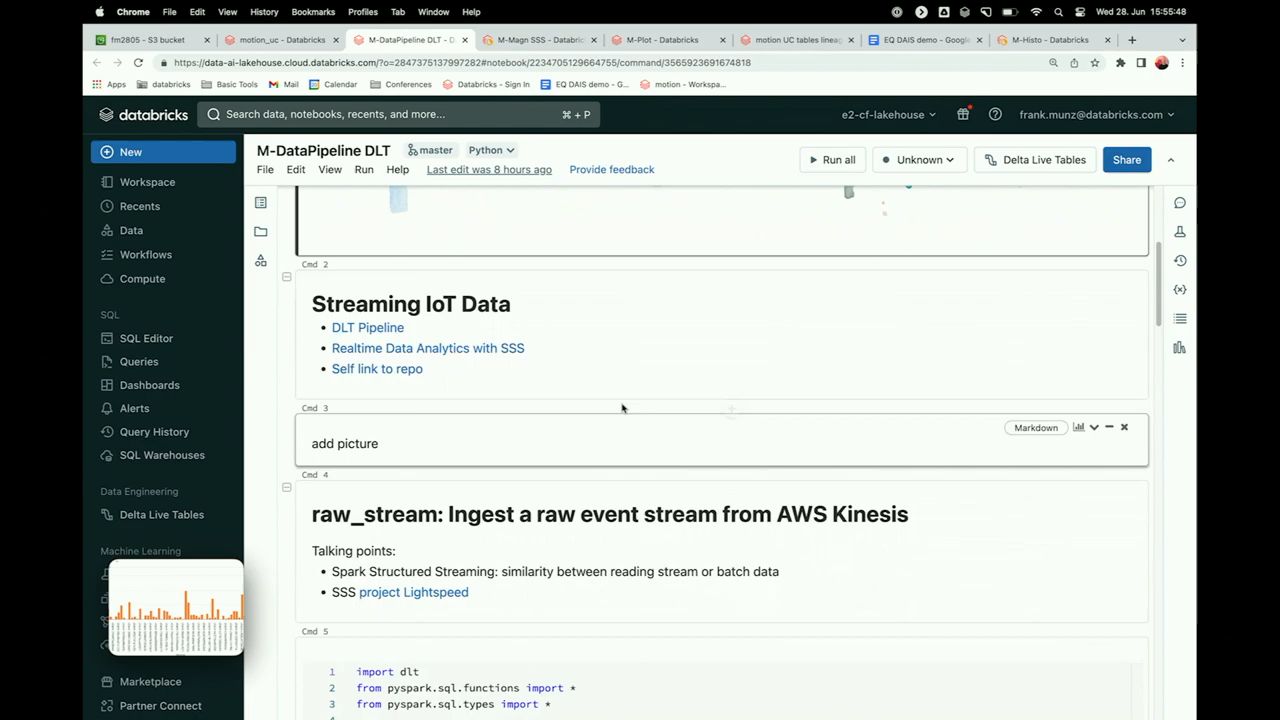 Chrome File Edit View History Bookmarks Profiles Tab Window Help Wed 28. Jun 15:55:48
fm2805 - S3 bucket motion_uc - Databricks M-DataPipeline DLT - D M-Magn SSS - Databric M-Plot - Databricks motion UC tables lineag EQ DAIS demo - Googl M-Histo - Databricks
https://data-ai-lakehouse.cloud.databricks.com/?o=2847375137997282#notebook/2234705129664755/command/3565923691674818
Apps databricks Basic Tools Mail Calendar Conferences Databricks - Sign In EQ DAIS demo - G... motion - Workspa...
databricks
Search data, notebooks, recents, and more...
⌘ + P
e2-cf-lakehouse
frank.munz@databricks.com
New
Workspace
Recents
Data
Workflows
Compute
SQL
SQL Editor
Queries
Dashboards
Alerts
Query History
SQL Warehouses
Data Engineering
Delta Live Tables
Machine Learning
Marketplace
Partner Connect
M-DataPipeline DLT master Python
File Edit View Run Help Last edit was 8 hours ago Provide feedback
Run all Unknown Delta Live Tables Share
Cmd 2
Streaming IoT Data
• DLT Pipeline
• Realtime Data Analytics with SSS
• Self link to repo
Cmd 3
Markdown
add picture
Cmd 4
raw_stream: Ingest a raw event stream from AWS Kinesis
Talking points:
• Spark Structured Streaming: similarity between reading stream or batch data
• SSS project Lightspeed
Cmd 5
1 import dlt
2 from pyspark.sql.functions import *
3 from pyspark.sql.types import *